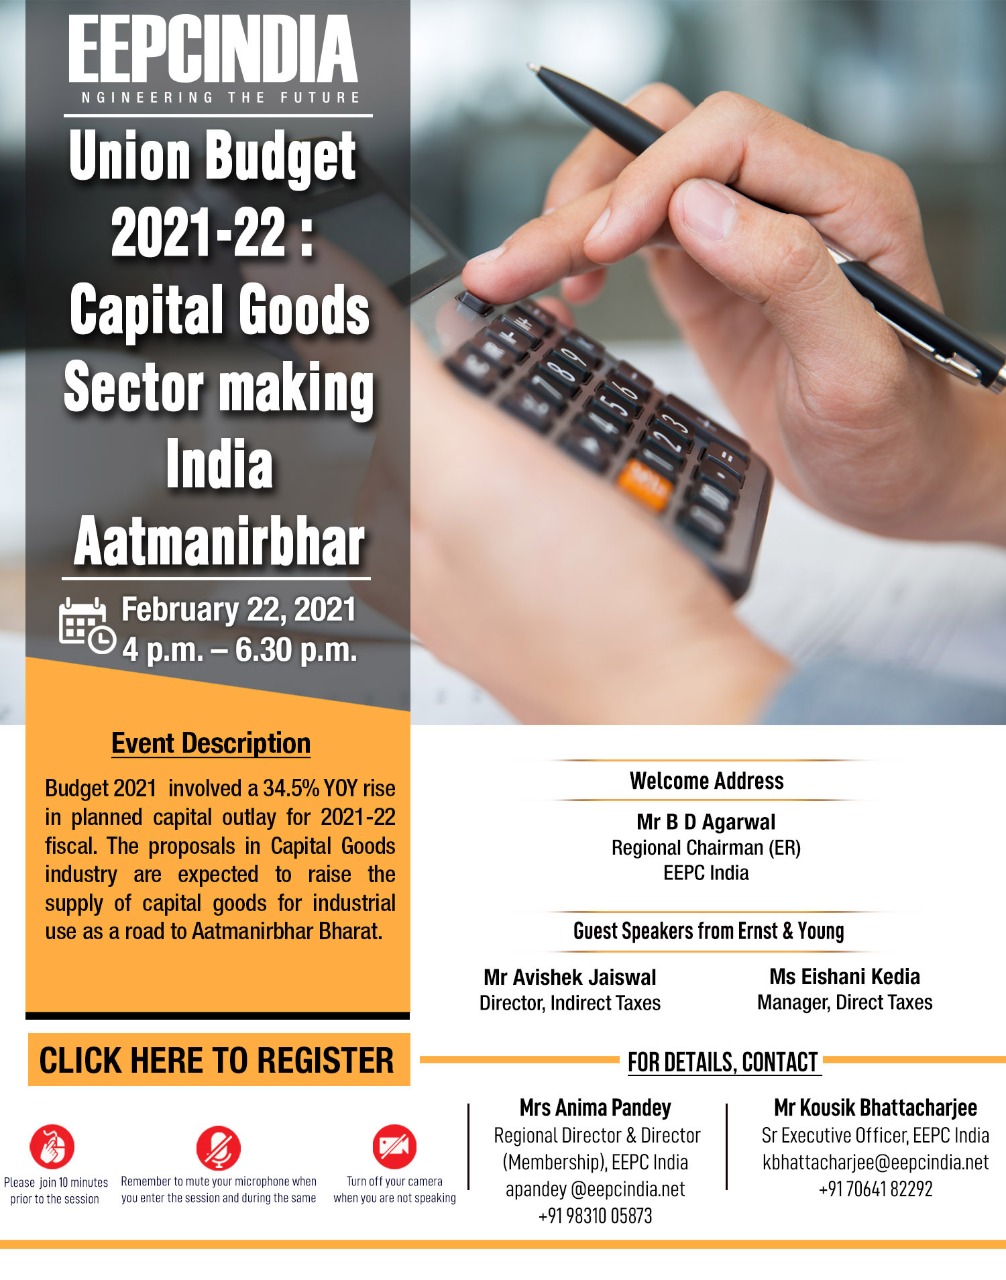 EEPCINDIA
NGINEERING THE FUTURE
Union Budget
2021-22 :
Capital Goods
Sector making
India
Aatmanirbhar
February 22, 2021
4 p.m. – 6.30 p.m.
Event Description
Budget 2021 involved a 34.5% YOY rise
in planned capital outlay for 2021-22
fiscal. The proposals in Capital Goods
industry are expected to raise the
supply of capital goods for industrial
use as a road to Aatmanirbhar Bharat.
CLICK HERE TO REGISTER
Please join 10 minutes
prior to the session
Remember to mute your microphone when
you enter the session and during the same
Turn off your camera
when you are not speaking
Welcome Address
Mr B D Agarwal
Regional Chairman (ER)
EEPC India
Guest Speakers from Ernst & Young
Mr Avishek Jaiswal
Director, Indirect Taxes
Ms Eishani Kedia
Manager, Direct Taxes
FOR DETAILS, CONTACT
Mrs Anima Pandey
Regional Director & Director
(Membership), EEPC India
apandey @eepcindia.net
+91 98310 05873
Mr Kousik Bhattacharjee
Sr Executive Officer, EEPC India
kbhattacharjee@eepcindia.net
+91 70641 82292